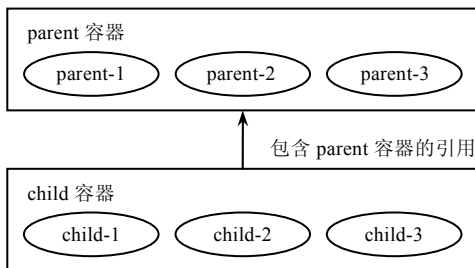 parent 容器
parent-1 parent-2 parent-3
包含 parent 容器的引用
child 容器
child-1 child-2 child-3